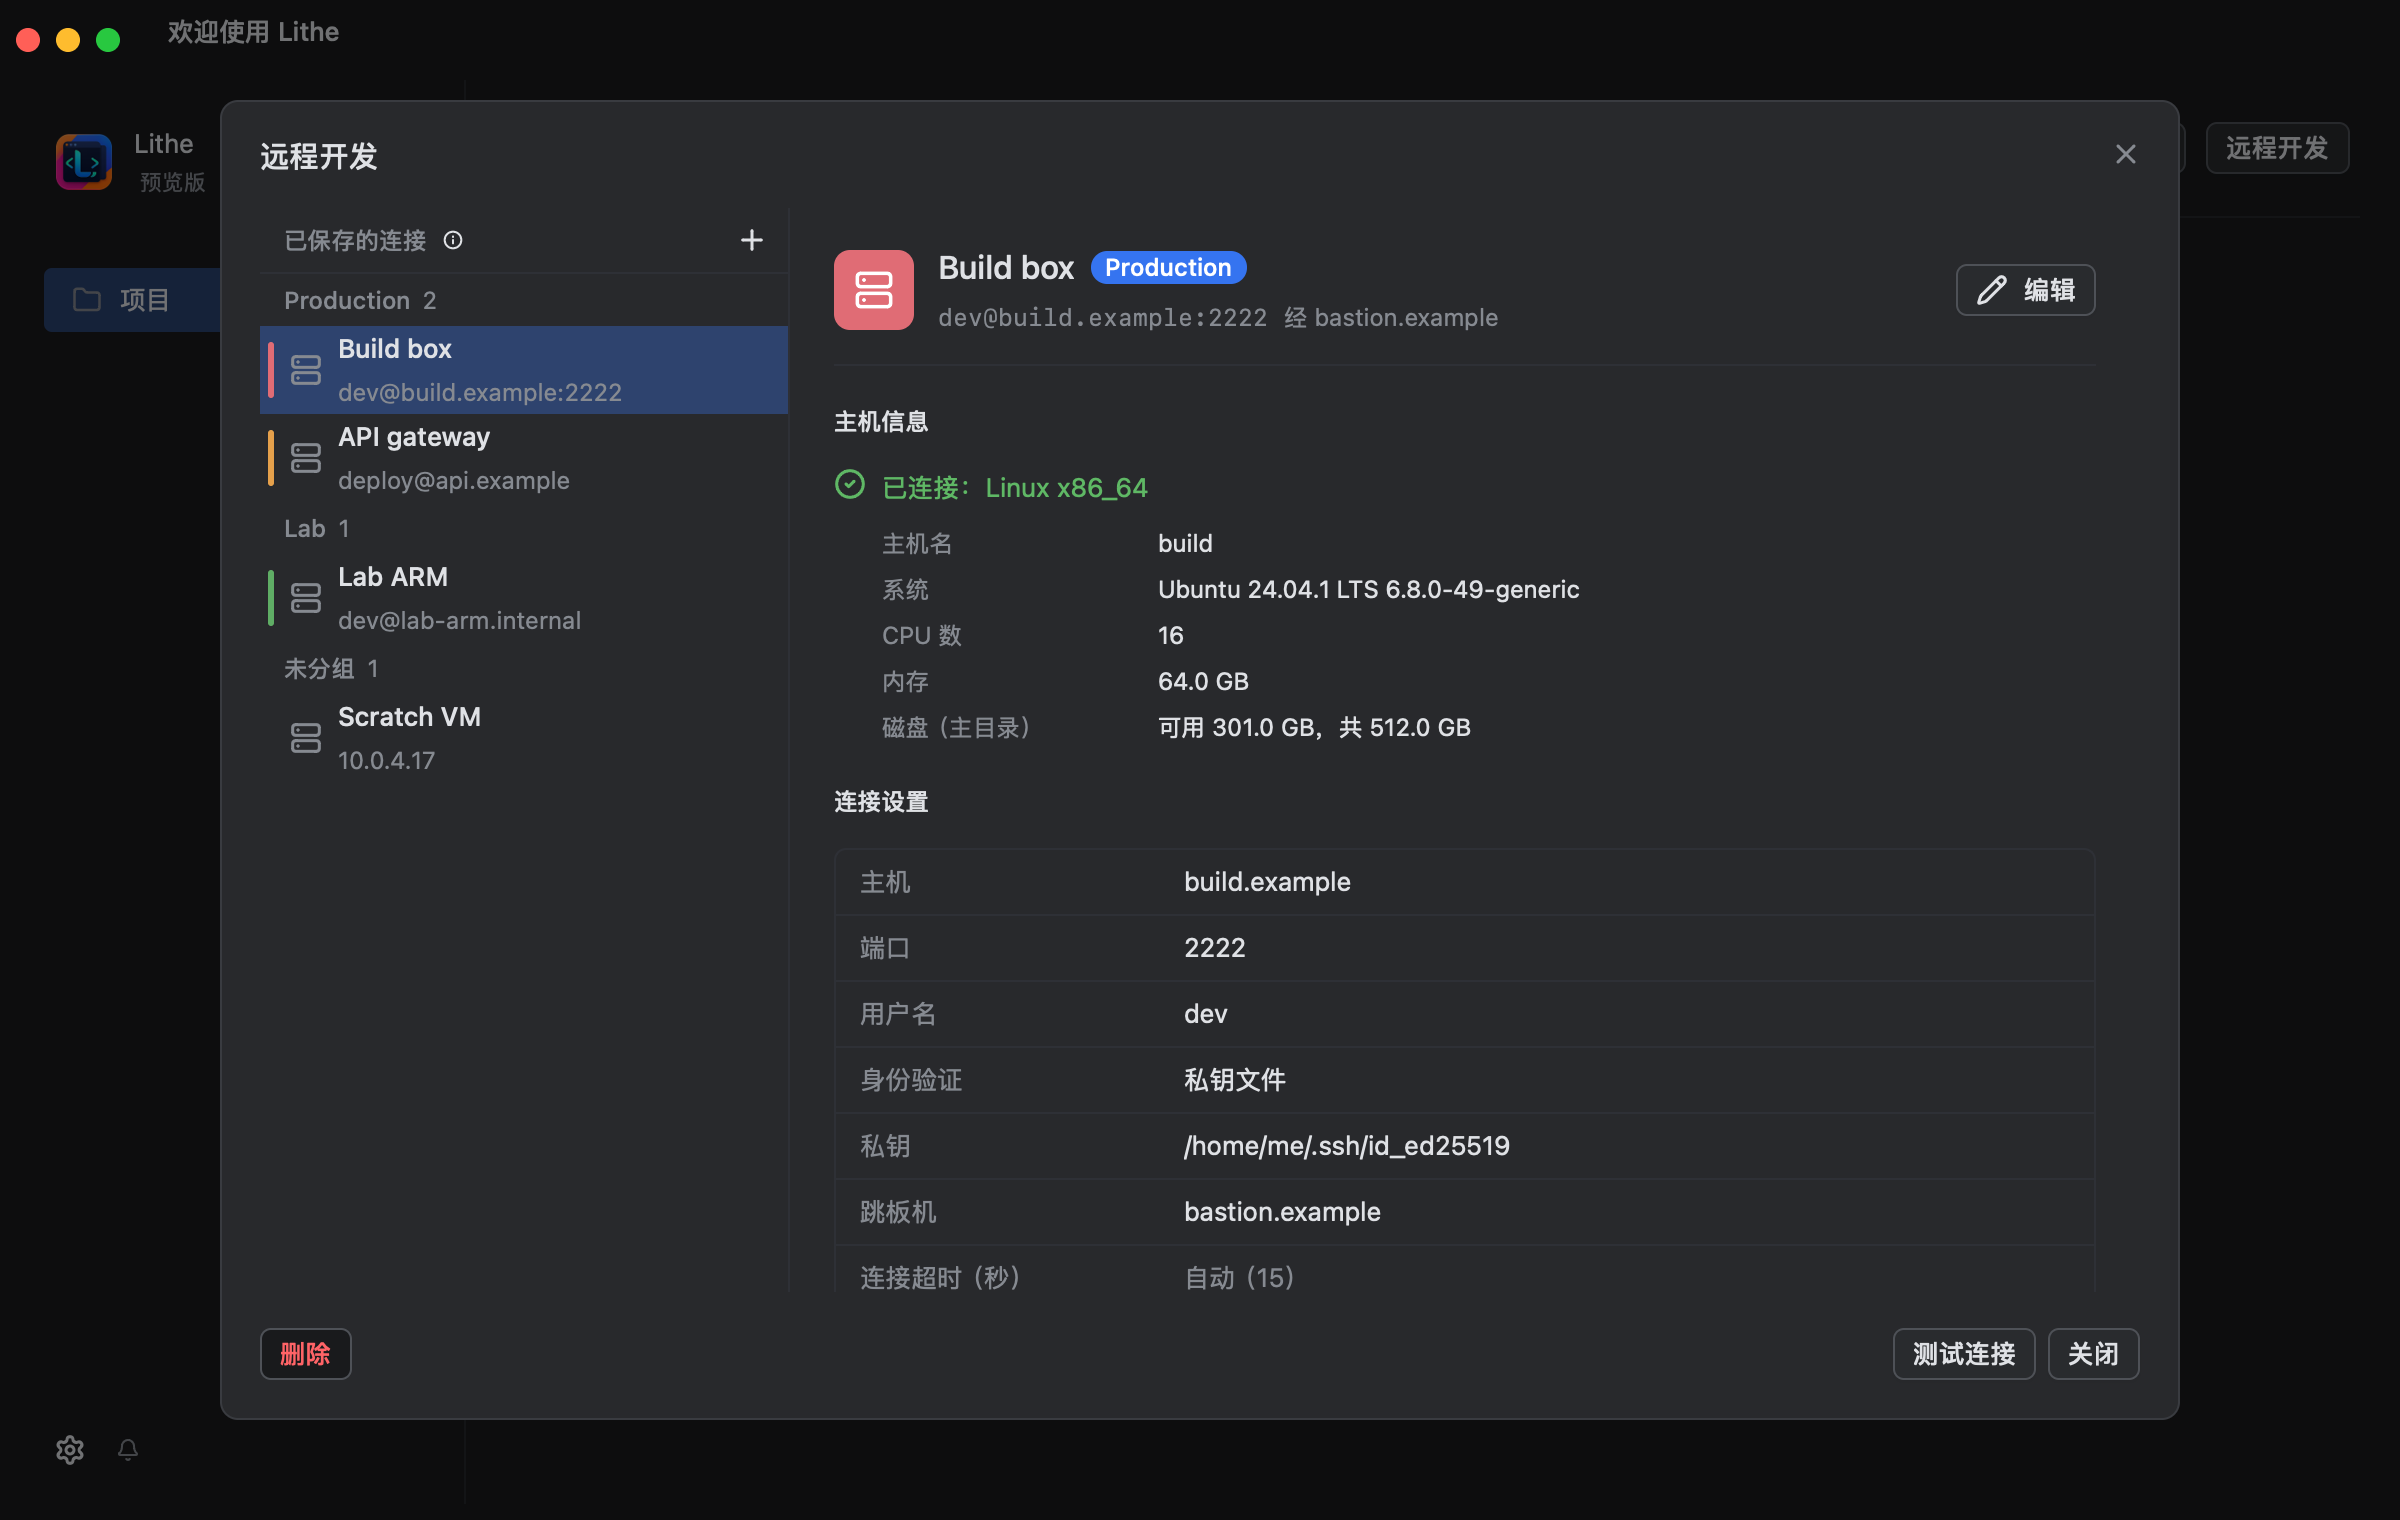 欢迎使用 Lithe
Lithe
预览版
项目
远程开发
远程开发
已保存的连接
Production 2
Build box
dev@build.example:2222
API gateway
deploy@api.example
Lab 1
Lab ARM
dev@lab-arm.internal
未分组 1
Scratch VM
10.0.4.17
Build box Production
dev@build.example:2222 经 bastion.example
编辑
主机信息
已连接：Linux x86_64
主机名 build
系统 Ubuntu 24.04.1 LTS 6.8.0-49-generic
CPU 数 16
内存 64.0 GB
磁盘（主目录） 可用 301.0 GB，共 512.0 GB
连接设置
主机 build.example
端口 2222
用户名 dev
身份验证 私钥文件
私钥 /home/me/.ssh/id_ed25519
跳板机 bastion.example
连接超时（秒） 自动（15）
删除
测试连接
关闭